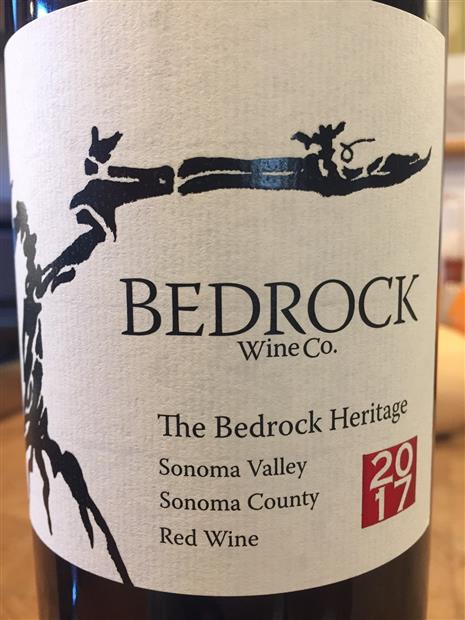 BEDROCK
Wine Co.
The Bedrock Heritage
Sonoma Valley
Sonoma County
Red Wine
20
17